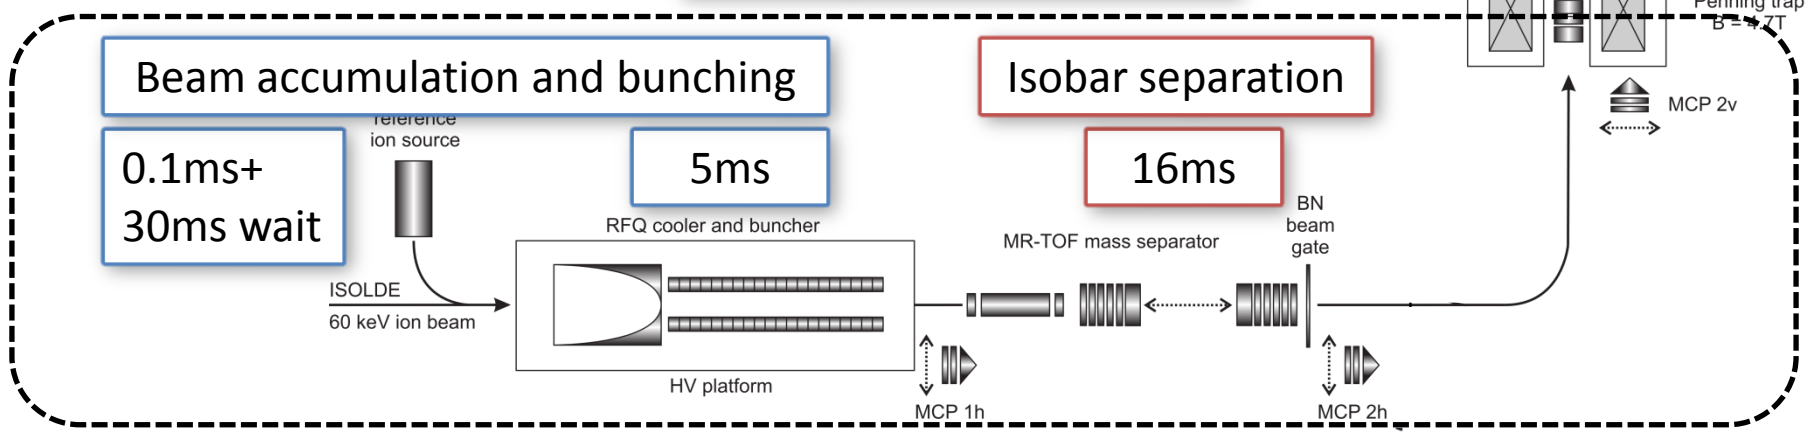 Penning trap
B = 4.7T
Beam accumulation and bunching
Isobar separation
MCP 2v
reference
ion source
0.1ms+
30ms wait
5ms
16ms
RFQ cooler and buncher
MR-TOF mass separator
BN
beam
gate
ISOLDE
60 keV ion beam
HV platform
MCP 1h
MCP 2h